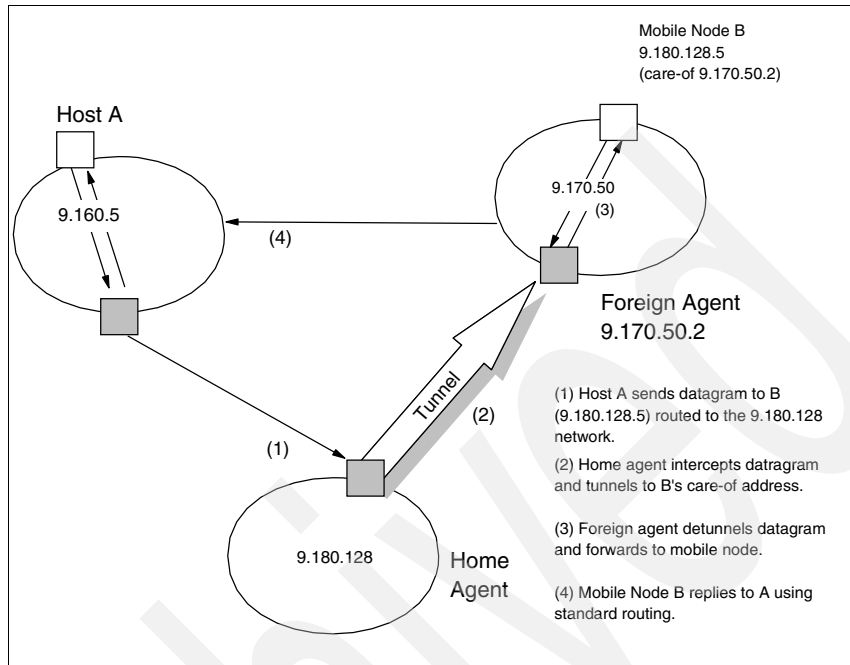 Mobile Node B
9.180.128.5
(care-of 9.170.50.2)
Host A
9.170.50
(3)
9.160.5
(4)
Foreign Agent
9.170.50.2
Tunnel
(2)
(1)
(1) Host A sends datagram to B
(9.180.128.5) routed to the 9.180.128
network.
(2) Home agent intercepts datragram
and tunnels to B's care-of address.
(3) Foreign agent detunnels datagram
and forwards to mobile node.
(4) Mobile Node B replies to A using
standard routing.
9.180.128
Home
Agent